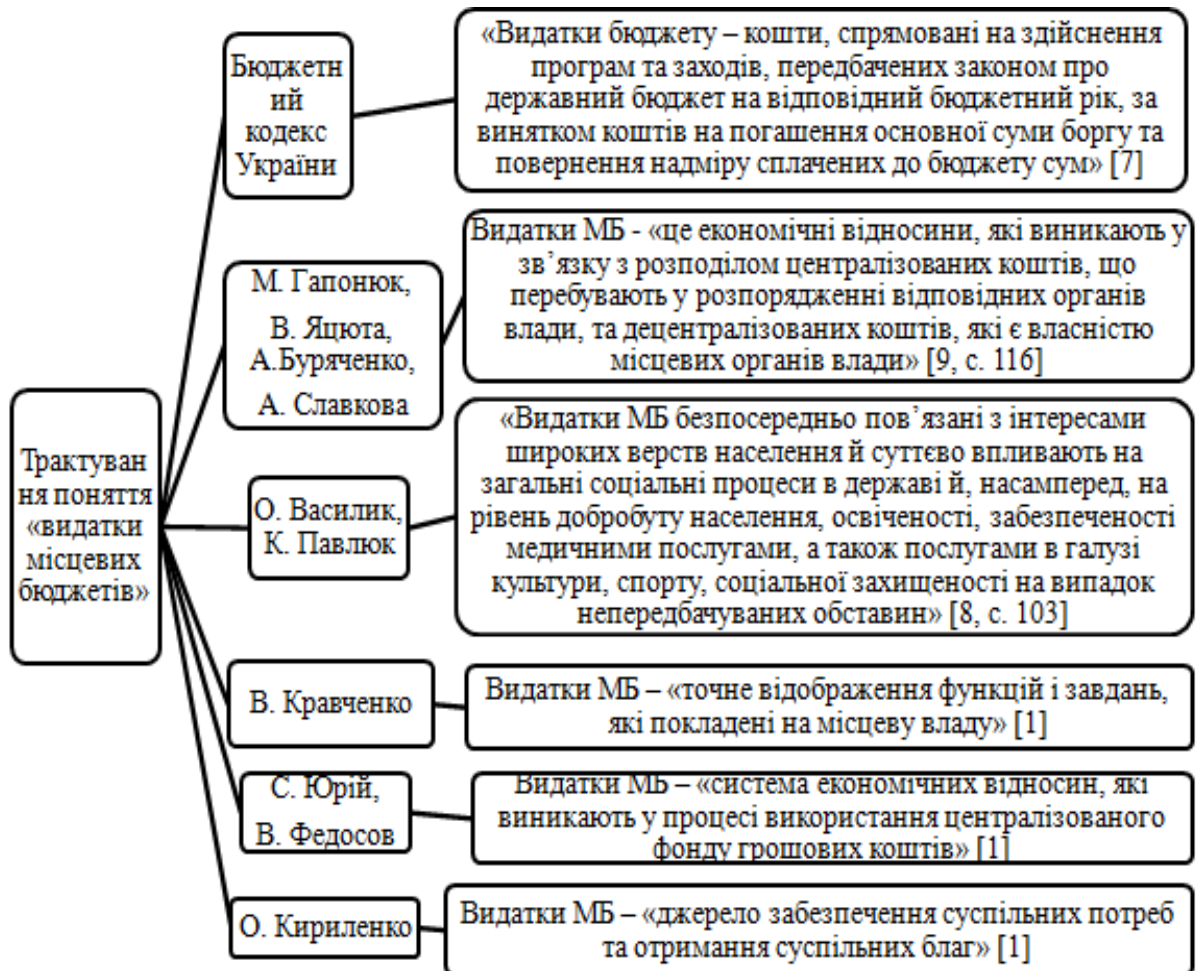 Трактуван
ня поняття
«видатки
місцевих
бюджетів»
Бюджетн
ий
кодекс
України
«Видатки бюджету – кошти, спрямовані на здійснення
програм та заходів, передбачених законом про
державний бюджет на відповідний бюджетний рік, за
винятком коштів на погашення основної суми боргу та
повернення надміру сплачених до бюджету сум» [7]
М. Гапонюк,
В. Яцюта,
А.Буряченко,
А. Славкова
Видатки МБ - «це економічні відносини, які виникають у
зв’язку з розподілом централізованих коштів, що
перебувають у розпорядженні відповідних органів
влади, та децентралізованих коштів, які є власністю
місцевих органів влади» [9, с. 116]
О. Василик,
К. Павлюк
«Видатки МБ безпосередньо пов’язані з інтересами
широких верств населення й суттєво впливають на
загальні соціальні процеси в державі й, насамперед, на
рівень добробуту населення, освіченості, забезпеченості
медичними послугами, а також послугами в галузі
культури, спорту, соціальної захищеності на випадок
непередбачуваних обставин» [8, с. 103]
В. Кравченко
Видатки МБ – «точне відображення функцій і завдань,
які покладені на місцеву владу» [1]
С. Юрій,
В. Федосов
Видатки МБ – «система економічних відносин, які
виникають у процесі використання централізованого
фонду грошових коштів» [1]
О. Кириленко
Видатки МБ – «джерело забезпечення суспільних потреб
та отримання суспільних благ» [1]